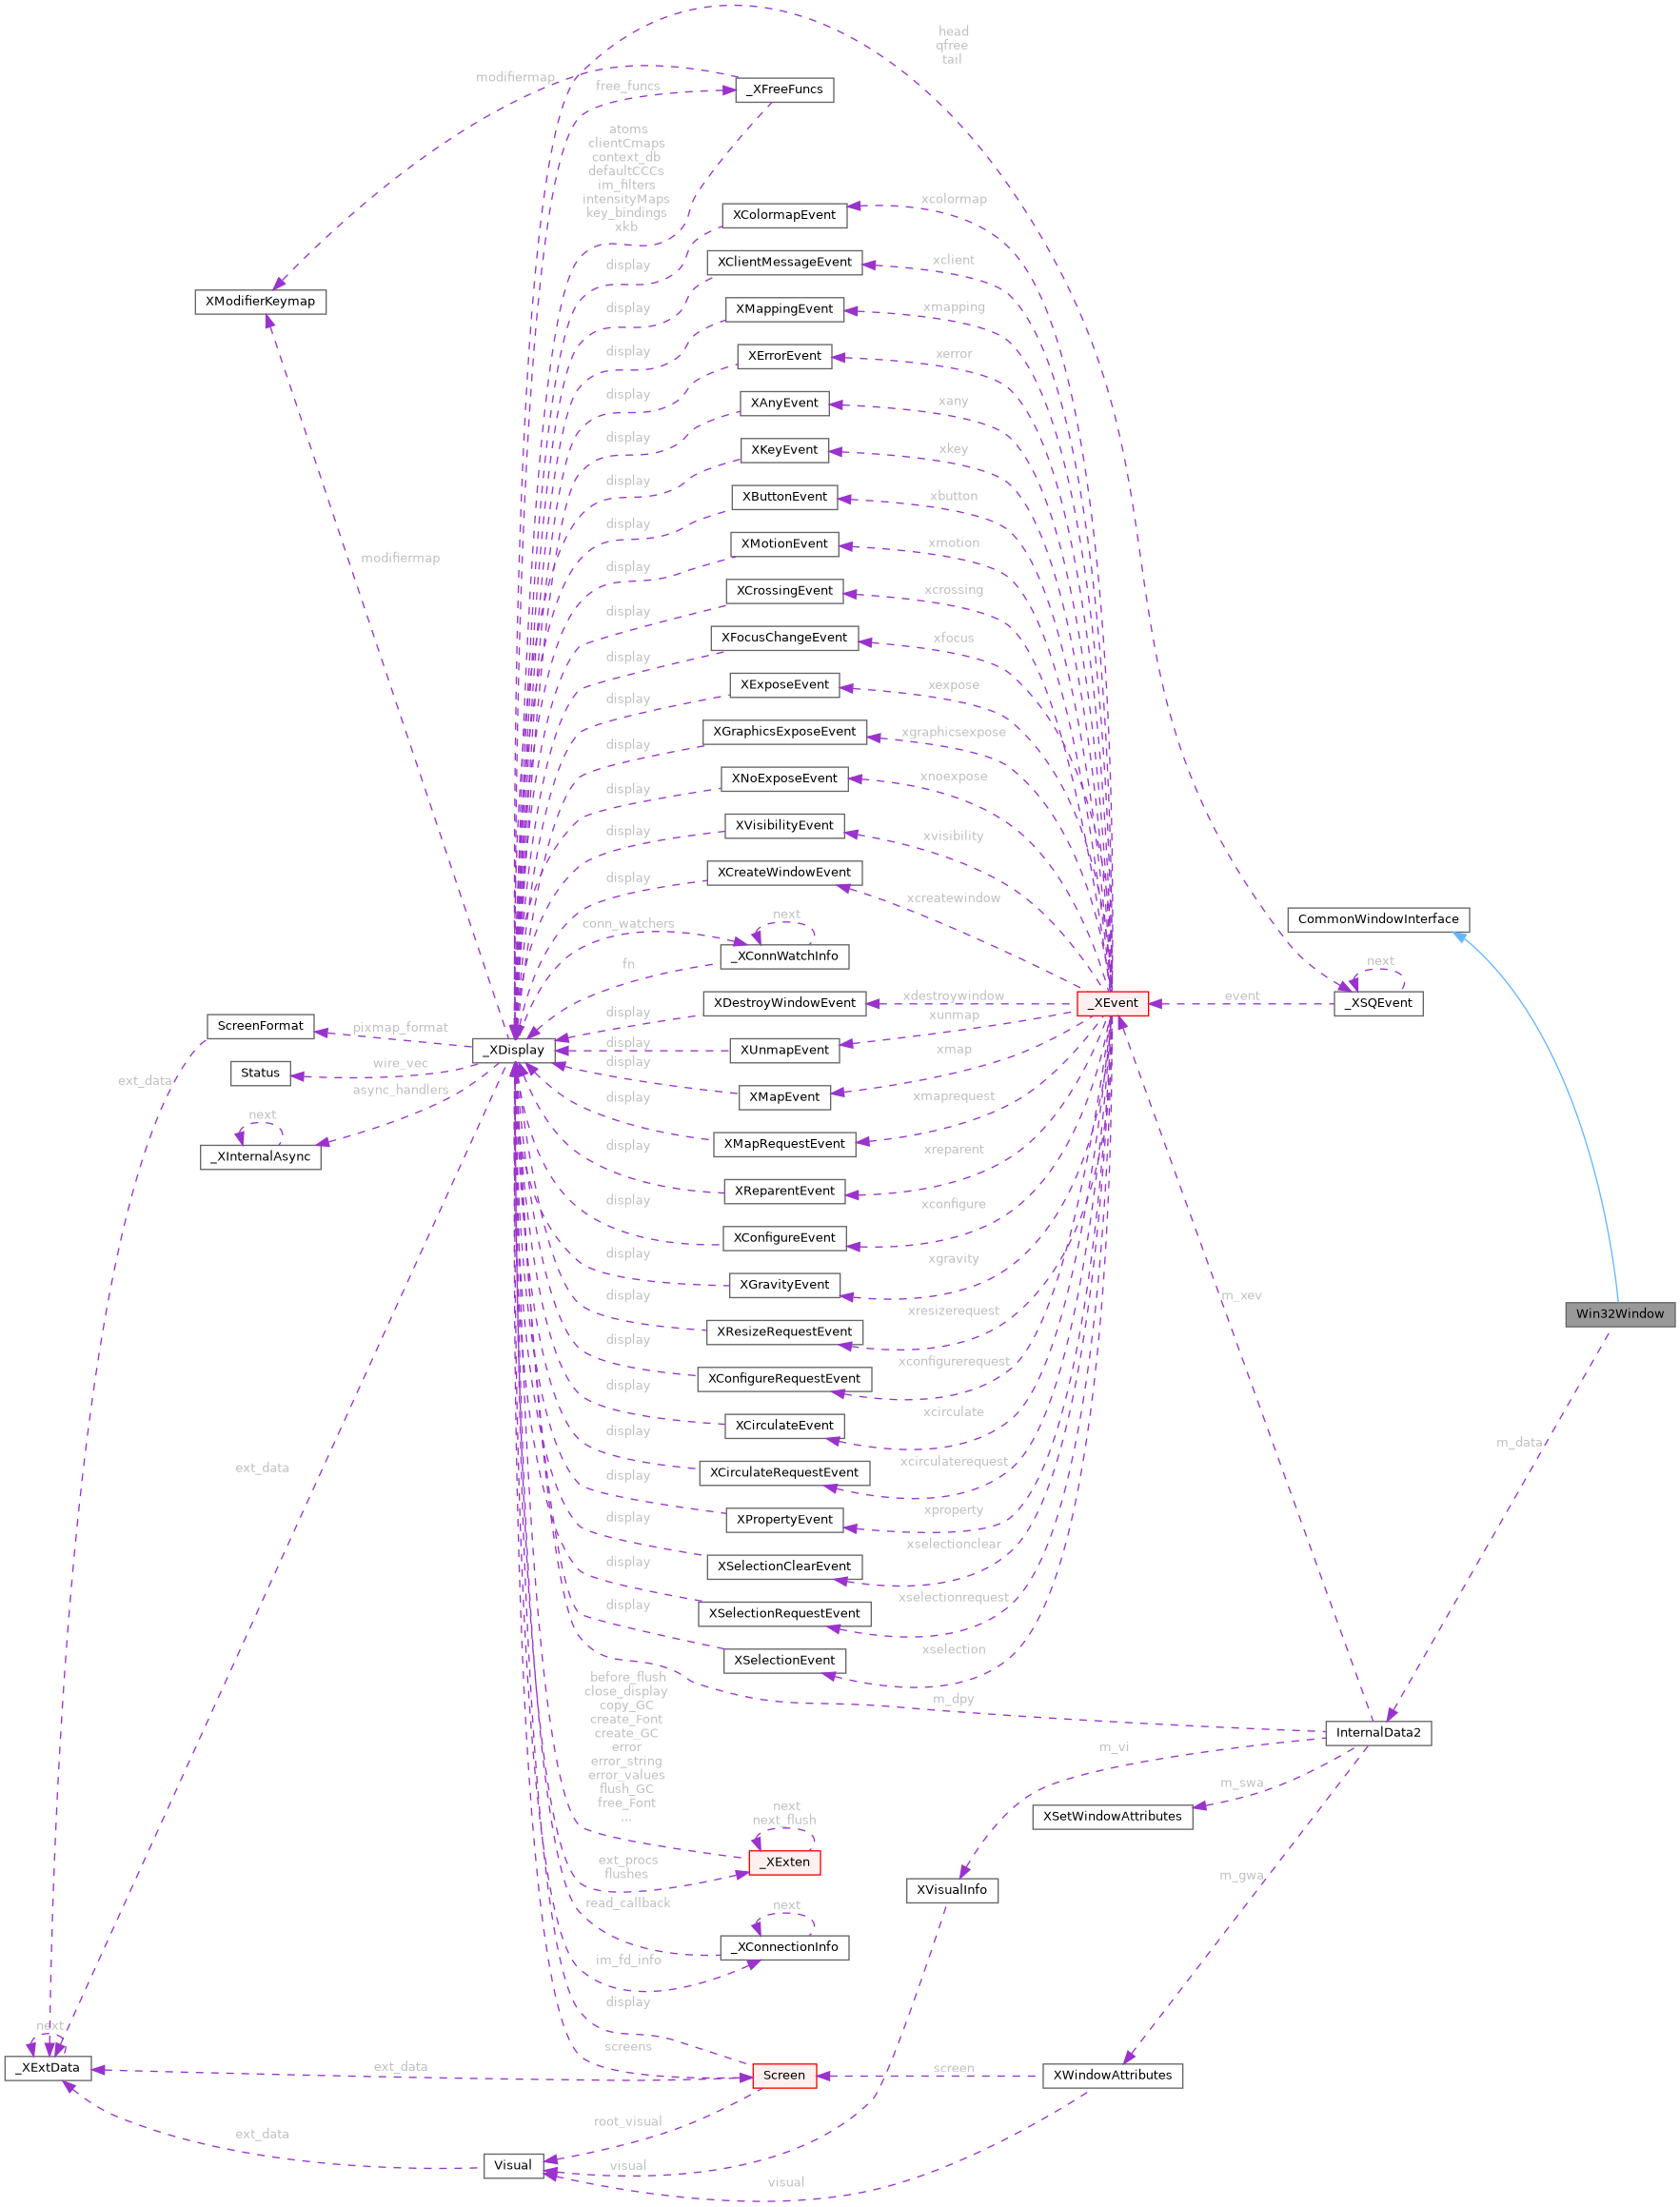 head
qfree
tail
modifiermap
free_funcs
_XFreeFuncs
atoms
clientCmaps
context_db
defaultCCCs
im_filters
intensityMaps
key_bindings
xkb
xcolormap
XColormapEvent
display
xclient
XClientMessageEvent
XModifierKeymap
display
xmapping
XMappingEvent
display
xerror
XErrorEvent
display
xany
XAnyEvent
display
xkey
XKeyEvent
display
xbutton
XButtonEvent
display
xmotion
XMotionEvent
modifiermap
display
xcrossing
XCrossingEvent
display
xfocus
XFocusChangeEvent
display
xexpose
XExposeEvent
display
xgraphicsexpose
XGraphicsExposeEvent
display
xnoexpose
XNoExposeEvent
display
xvisibility
XVisibilityEvent
display
xcreatewindow
XCreateWindowEvent
display
CommonWindowInterface
conn_watchers
next
_XConnWatchInfo
fn
next
_XSQEvent
event
_XEvent
xdestroywindow
XDestroyWindowEvent
display
xunmap
XUnmapEvent
display
ScreenFormat
pixmap_format
_XDisplay
Status
wire_vec
xmap
XMapEvent
display
ext_data
async_handlers
xmaprequest
XMapRequestEvent
display
next
_XInternalAsync
xreparent
XReparentEvent
display
xconfigure
XConfigureEvent
display
xgravity
XGravityEvent
display
m_xev
Win32Window
xresizerequest
XResizeRequestEvent
display
xconfigurerequest
XConfigureRequestEvent
display
xcirculate
XCirculateEvent
display
m_data
xcirculaterequest
XCirculateRequestEvent
display
ext_data
xproperty
XPropertyEvent
display
xselectionclear
XSelectionClearEvent
display
xselectionrequest
XSelectionRequestEvent
display
xselection
XSelectionEvent
display
before_flush
close_display
copy_GC
create_Font
create_GC
error
error_string
error_values
flush_GC
free_Font
...
m_dpy
InternalData2
m_vi
m_swa
XSetWindowAttributes
next
next_flush
_XExten
ext_procs
flushes
m_gwa
XVisualInfo
read_callback
next
_XConnectionInfo
im_fd_info
display
next
_XExtData
screens
ext_data
Screen
screen
XWindowAttributes
root_visual
ext_data
Visual
visual
visual